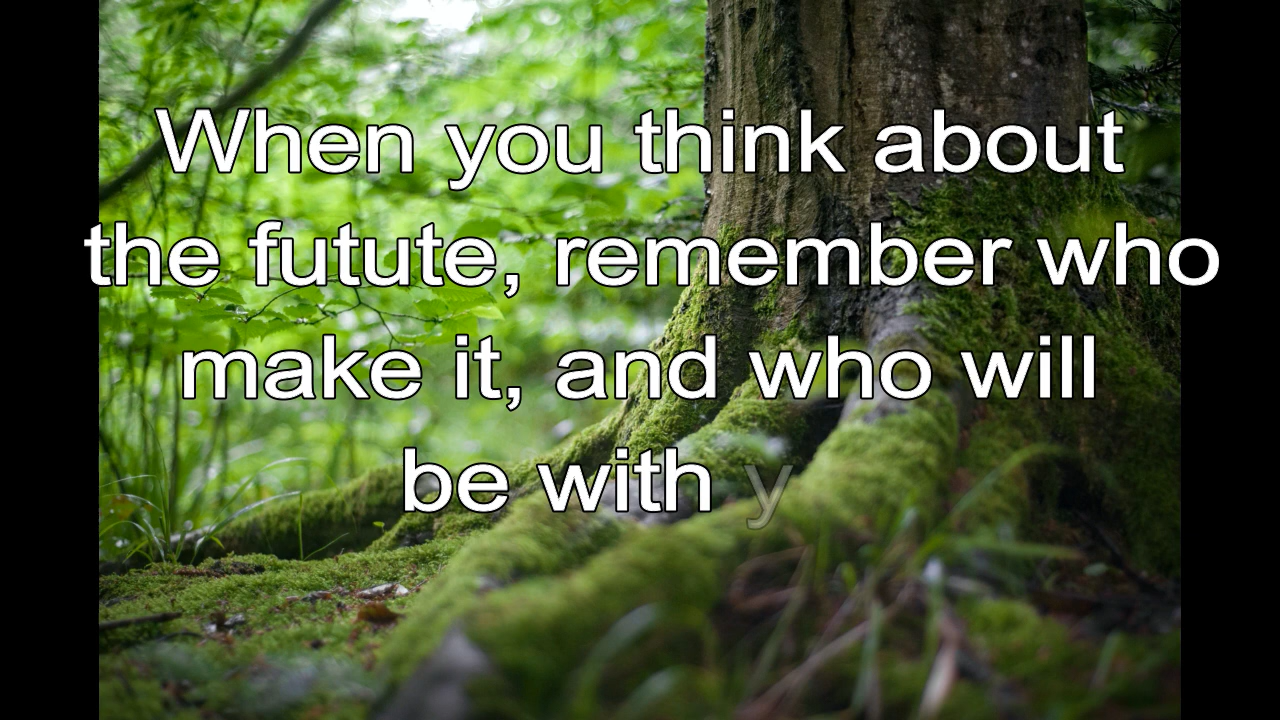 When you think about
the futute, remember who
make it, and who will
be with y